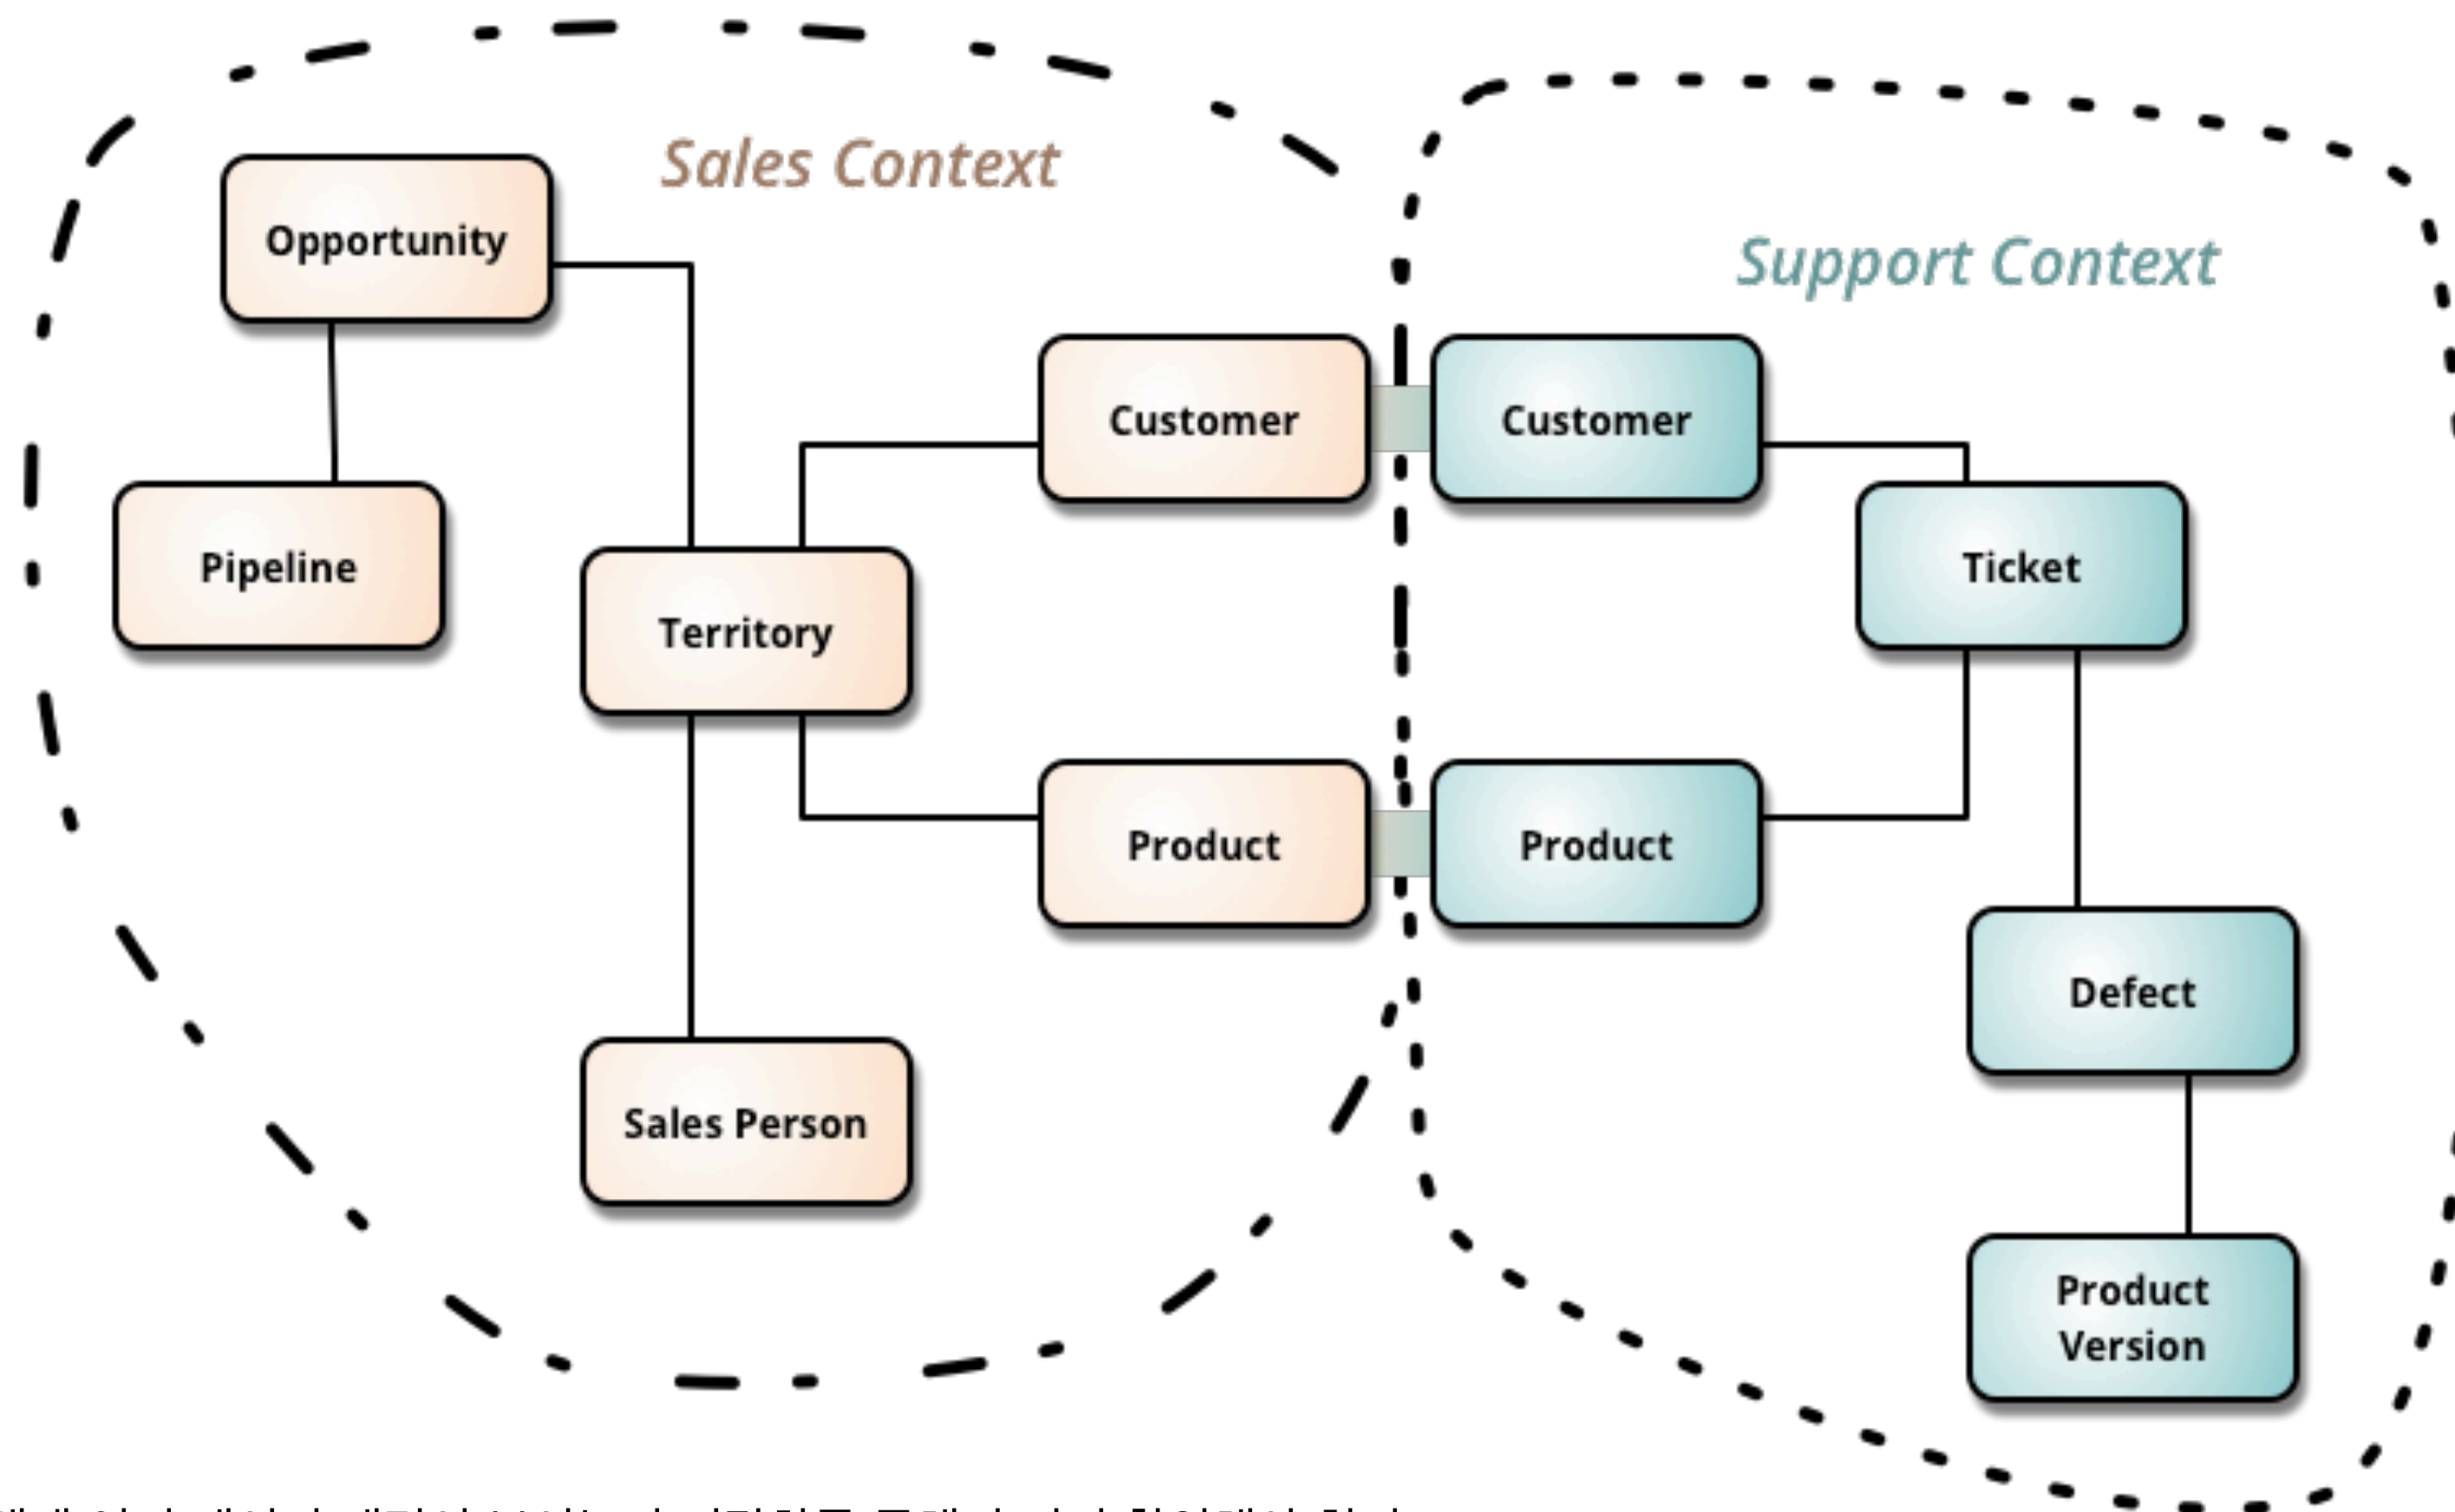 Sales Context
Support Context
Opportunity
Customer
Customer
Pipeline
Ticket
Territory
Product
Product
Defect
Sales Person
Product
Version